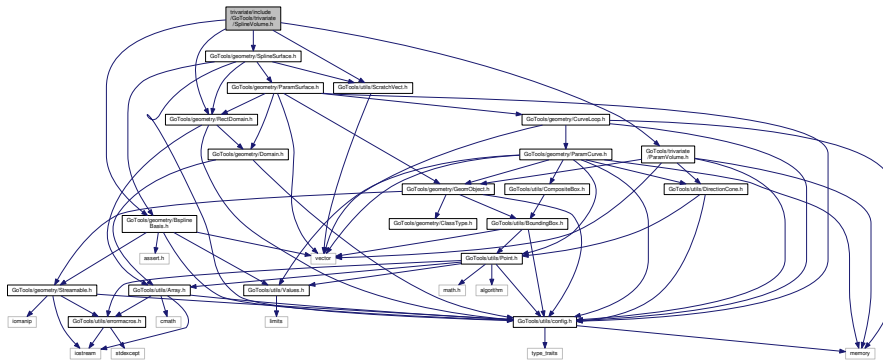 trivariate/include
/GoTools/trivariate
/SplineVolume.h
GoTools/geometry/SplineSurface.h
GoTools/geometry/ParamSurface.h
GoTools/utils/ScratchVect.h
GoTools/geometry/RectDomain.h
GoTools/geometry/CurveLoop.h
GoTools/geometry/Domain.h
GoTools/geometry/ParamCurve.h
GoTools/trivariate
/ParamVolume.h
GoTools/geometry/GeomObject.h
GoTools/utils/CompositeBox.h
GoTools/utils/DirectionCone.h
GoTools/geometry/Bspline
Basis.h
GoTools/geometry/ClassType.h
GoTools/utils/BoundingBox.h
assert.h
vector
GoTools/utils/Point.h
GoTools/geometry/Streamable.h
GoTools/utils/Array.h
GoTools/utils/Values.h
math.h
algorithm
iomanip
GoTools/utils/errormacros.h
cmath
limits
GoTools/utils/config.h
iostream
stdexcept
type_traits
memory